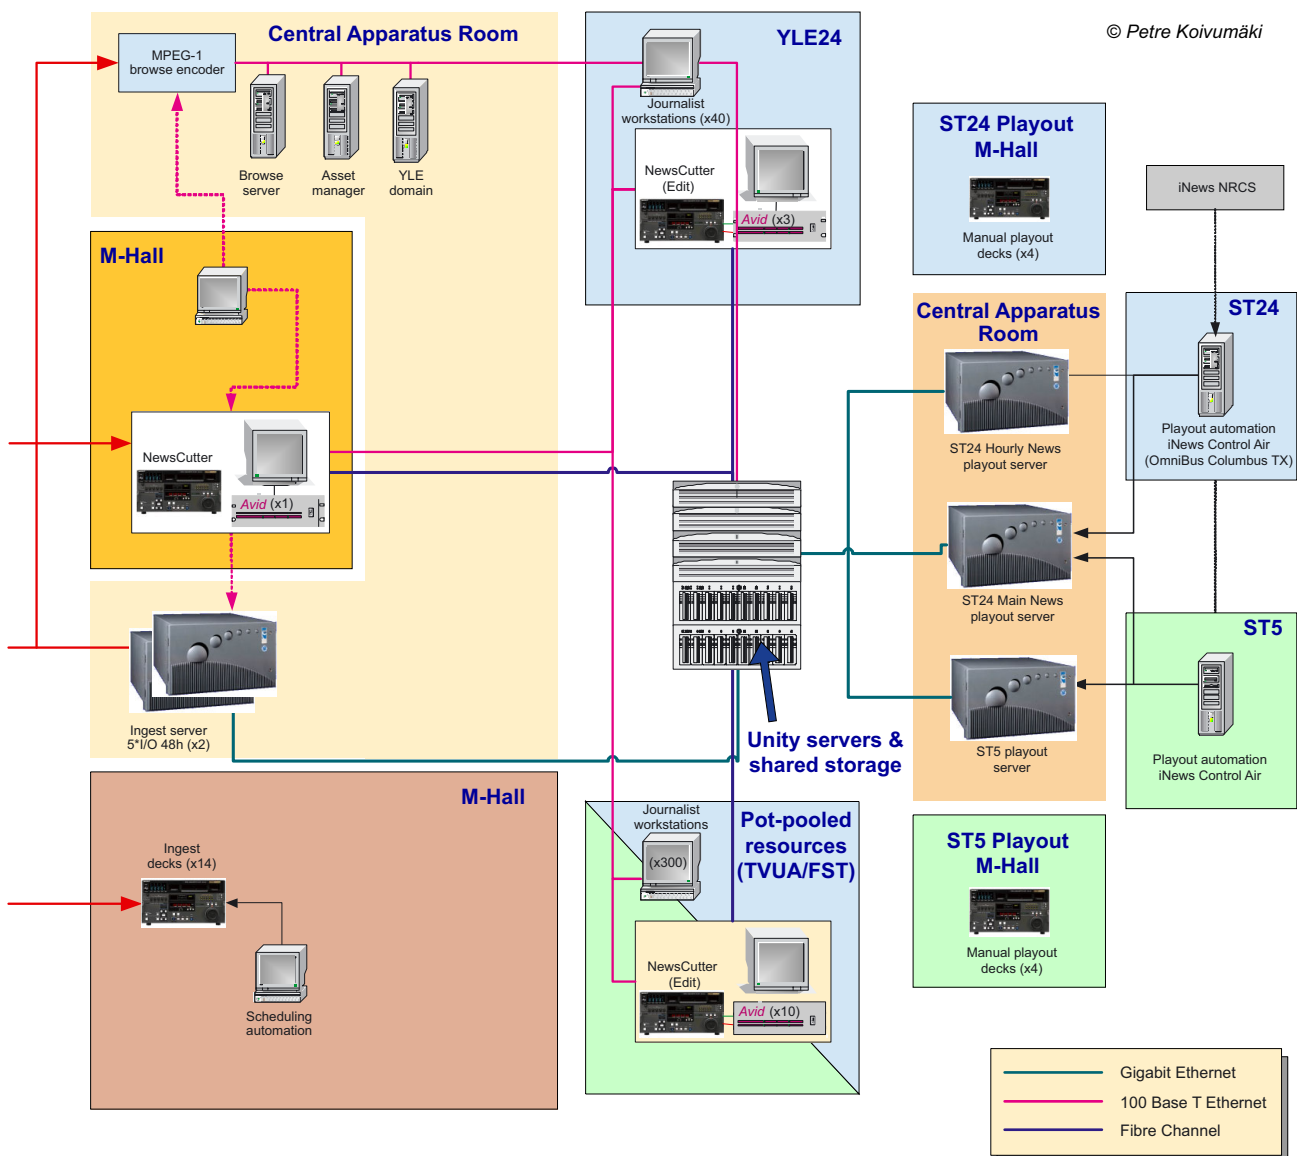 © Petre Koivumäki
Central Apparatus Room
MPEG-1
browse encoder
Browse
server
Asset
manager
YLE
domain
YLE24
Journalist
workstations (x40)
NewsCutter
(Edit)
Avid (x3)
ST24 Playout
M-Hall
Manual playout
decks (x4)
iNews NRCS
M-Hall
NewsCutter
Avid (x1)
Ingest server
5*I/O 48h (x2)
Central Apparatus
Room
ST24 Hourly News
playout server
ST24 Main News
playout server
ST5 playout
server
ST24
Playout automation
iNews Control Air
(OmniBus Columbus TX)
ST5
Playout automation
iNews Control Air
Unity servers &
shared storage
M-Hall
Ingest
decks (x14)
Scheduling
automation
Journalist
workstations
(x300)
Pot-pooled
resources
(TVUA/FST)
NewsCutter
(Edit)
Avid (x10)
ST5 Playout
M-Hall
Manual playout
decks (x4)
Gigabit Ethernet
100 Base T Ethernet
Fibre Channel